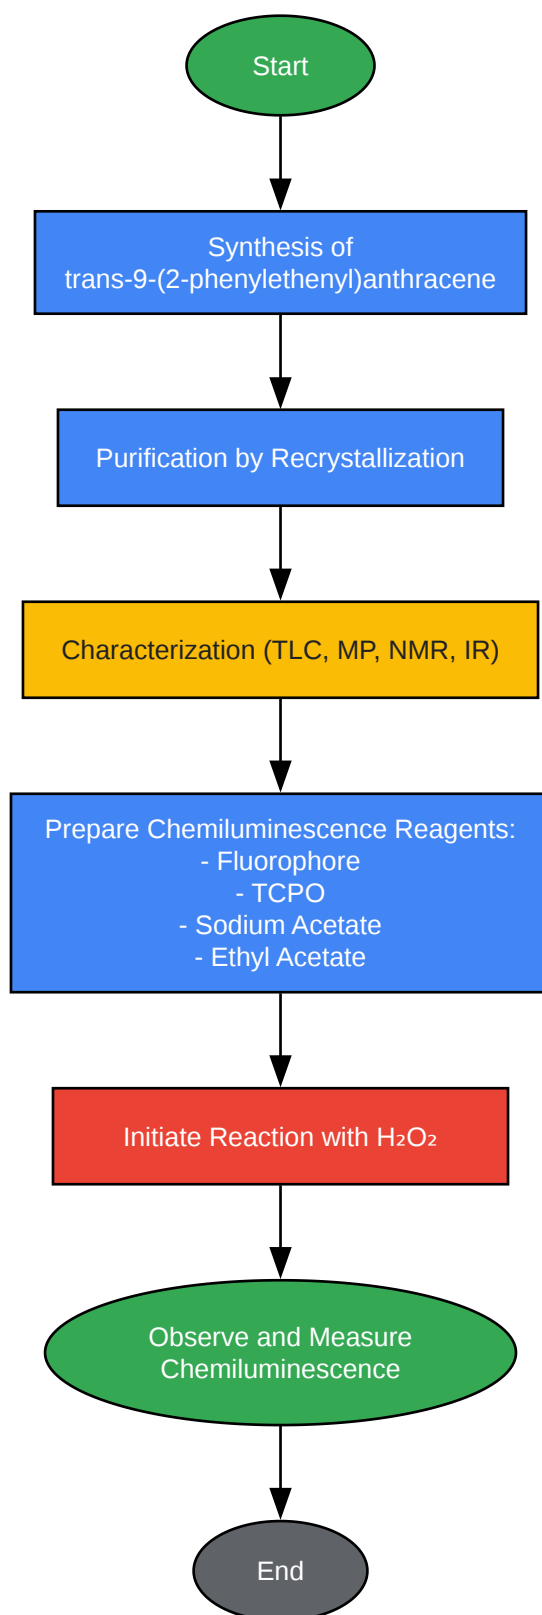 Start
Synthesis of
trans-9-(2-phenylethenyl)anthracene
Purification by Recrystallization
Characterization (TLC, MP, NMR, IR)
Prepare Chemiluminescence Reagents:
- Fluorophore
- TCPO
- Sodium Acetate
- Ethyl Acetate
Initiate Reaction with H₂O₂
Observe and Measure
Chemiluminescence
End